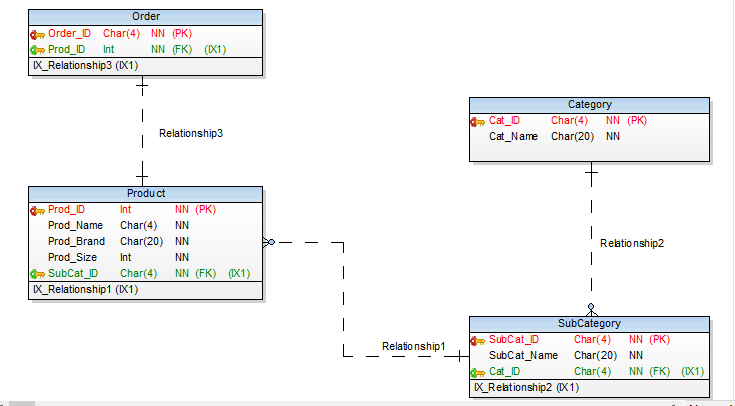 Order
Order_ID Char(4) NN (PK)
Prod_ID Int NN (FK) (IX1)
IX_Relationship3 (IX1)
Relationship3
Category
Cat_ID Char(4) NN (PK)
Cat_Name Char(20) NN
Product
Prod_ID Int NN (PK)
Prod_Name Char(4) NN
Prod_Brand Char(20) NN
Prod_Size Int NN
SubCat_ID Char(4) NN (FK) (IX1)
IX_Relationship1 (IX1)
Relationship2
Relationship1
SubCategory
SubCat_ID Char(4) NN (PK)
SubCat_Name Char(20) NN
Cat_ID Char(4) NN (FK) (IX1)
IX_Relationship2 (IX1)